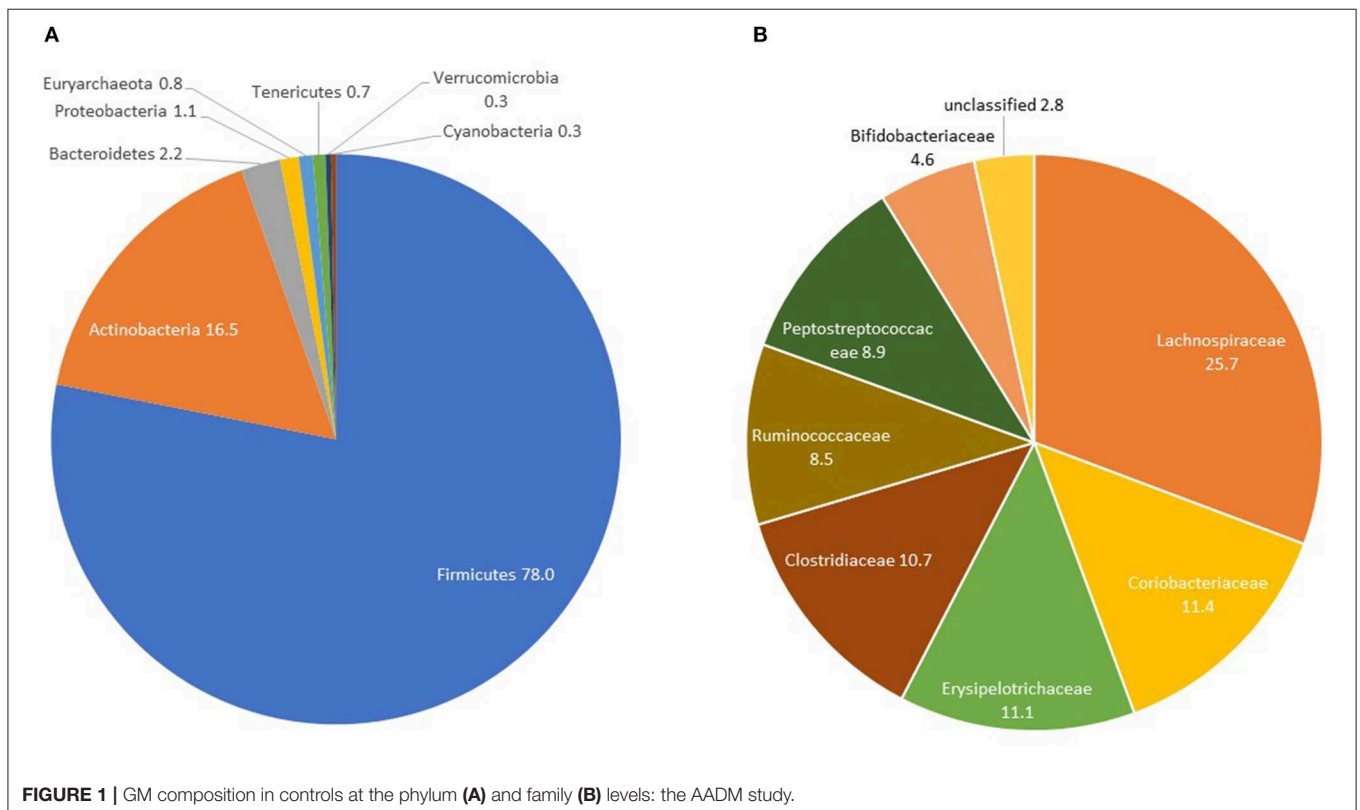 A
B
Euryarchaeota 0.8
Proteobacteria 1.1
Bacteroidetes 2.2
Tenericutes 0.7
Verrucomicrobia
0.3
Cyanobacteria 0.3
Actinobacteria 16.5
Firmicutes 78.0
unclassified 2.8
Bifidobacteriaceae
4.6
Peptostreptococcac
eae 8.9
Lachnospiraceae
25.7
Ruminococcaceae
8.5
Clostridiaceae 10.7
Coriobacteriaceae
11.4
Erysipelotrichaceae
11.1
FIGURE 1 | GM composition in controls at the phylum (A) and family (B) levels: the AADM study.